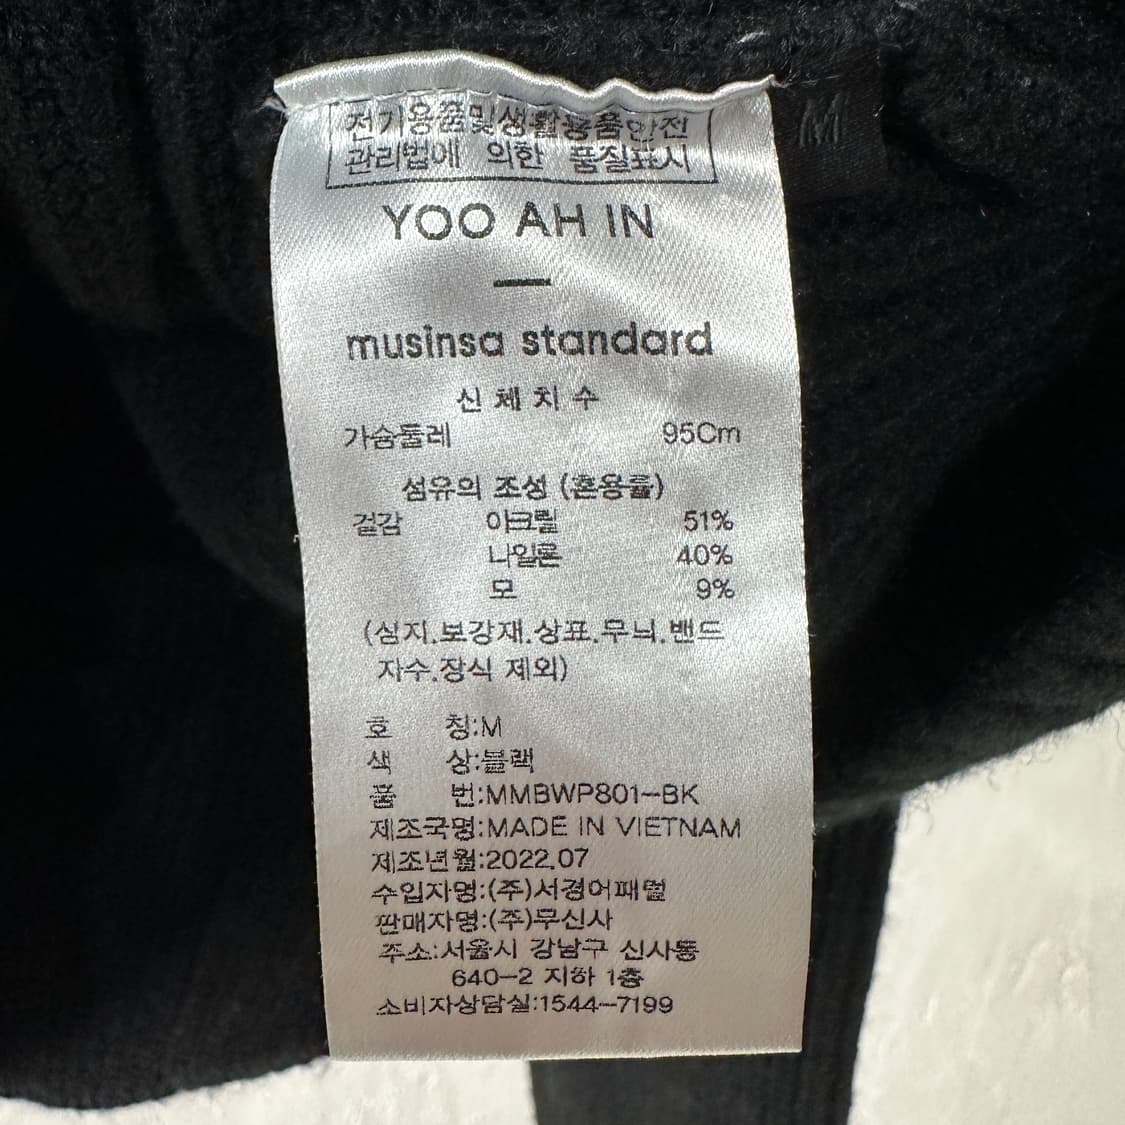 전기용품및생활용품안전
관리법에 의한 품질표시
YOO AH IN
musinsa standard
신체치수
가슴둘레 95Cm
섬유의 조성 (혼용률)
겉감 아크릴 51%
나일론 40%
모 9%
(심지.보강재.상표.무늬.밴드
자수.장식 제외)
호 칭:M
색 상:블랙
품 번:MMBWP801-BK
제조국명:MADE IN VIETNAM
제조년월:2022.07
수입자명:(주)서경어패럴
판매자명:(주)무신사
주소:서울시 강남구 신사동
640-2 지하 1층
소비자상담실:1544-7199
M